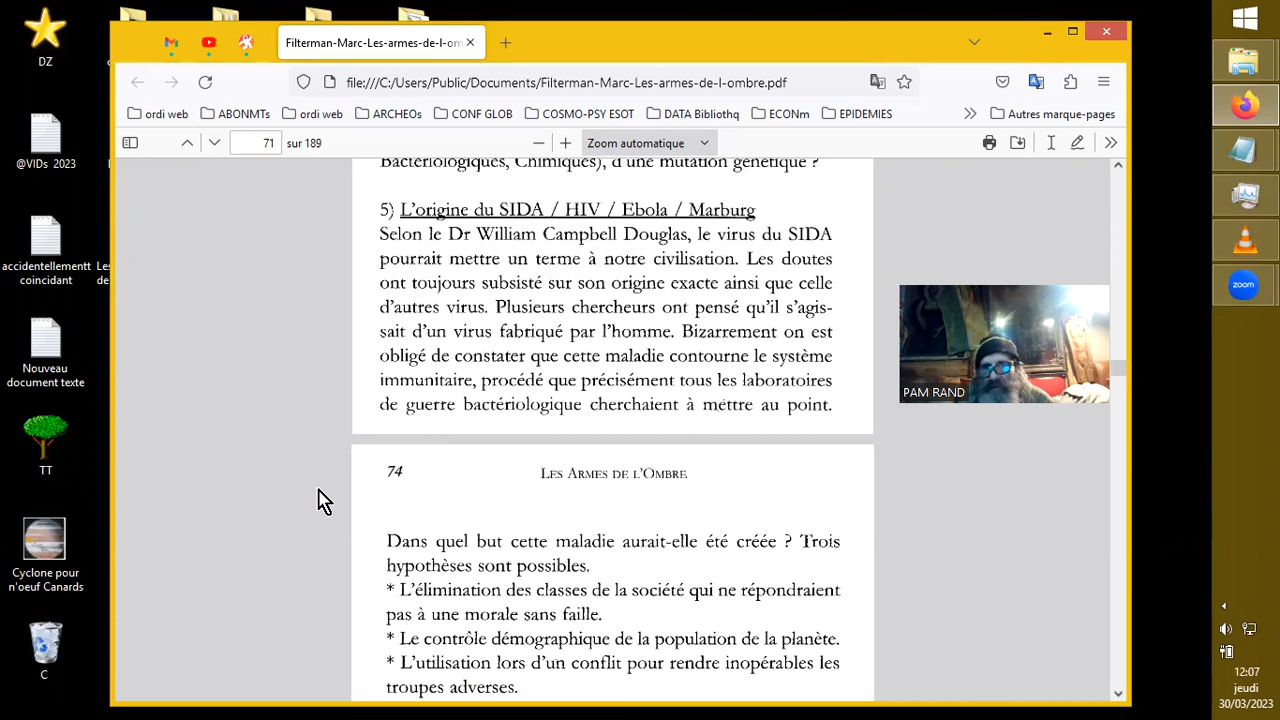 DZ
@VIDs 2023
accidentellementt
coincidant
Nouveau
document texte
TT
Cyclone pour
n'oeuf Canards
C
Filterman-Marc-Les-armes-de-l-om
file:///C:/Users/Public/Documents/Filterman-Marc-Les-armes-de-l-ombre.pdf
ordi web
ABONMTs
ordi web
ARCHEOs
CONF GLOB
COSMO-PSY ESOT
DATA Bibliothq
ECONm
EPIDEMIES
Autres marque-pages
71 sur 189
Zoom automatique
Bactériologiques, Chimiques), d'une mutation génétique ?
5) L'origine du SIDA / HIV / Ebola / Marburg
Selon le Dr William Campbell Douglas, le virus du SIDA
pourrait mettre un terme à notre civilisation. Les doutes
ont toujours subsisté sur son origine exacte ainsi que celle
d'autres virus. Plusieurs chercheurs ont pensé qu'il s'agis-
sait d'un virus fabriqué par l'homme. Bizarrement on est
obligé de constater que cette maladie contourne le système
immunitaire, procédé que précisément tous les laboratoires
de guerre bactériologique cherchaient à mettre au point.
74
Les Armes de l'Ombre
Dans quel but cette maladie aurait-elle été créée ? Trois
hypothèses sont possibles.
* L'élimination des classes de la société qui ne répondraient
pas à une morale sans faille.
* Le contrôle démographique de la population de la planète.
* L'utilisation lors d'un conflit pour rendre inopérables les
troupes adverses.
PAM RAND
zoom
12:07
jeudi
30/03/2023